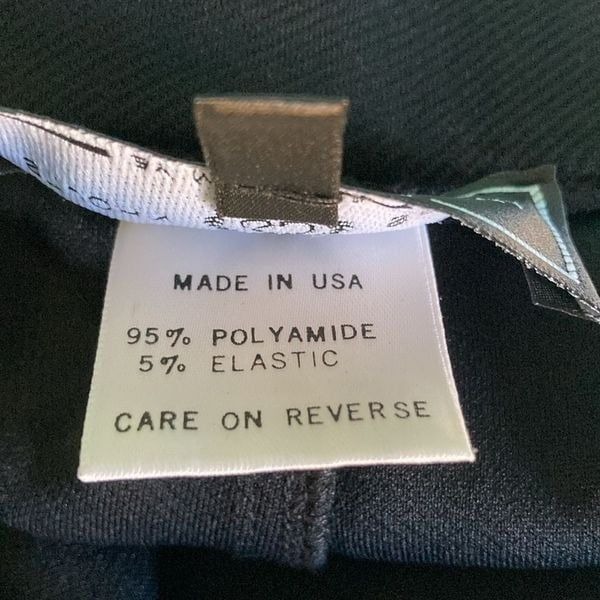 MADE IN USA
95% POLYAMIDE
5% ELASTIC
CARE ON REVERSE